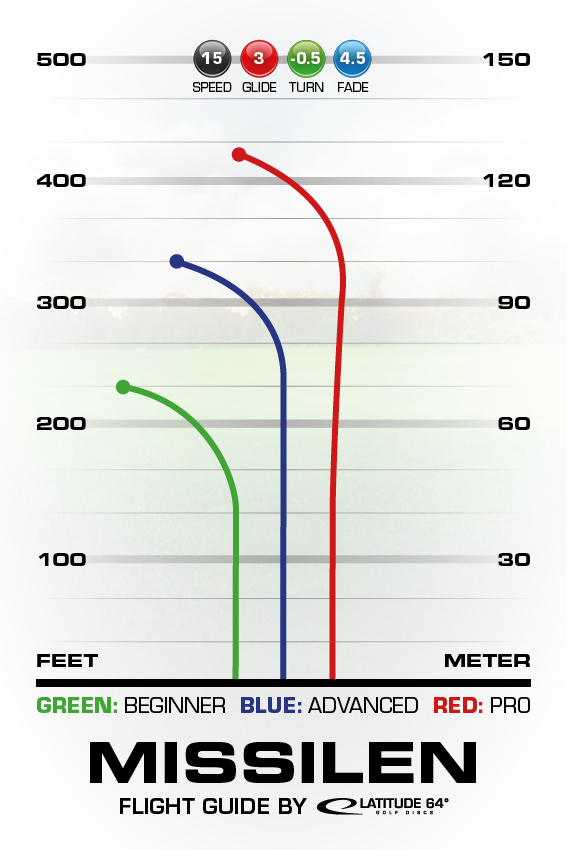 500 15 3 -0.5 4.5 150
SPEED GLIDE TURN FADE
400 120
300 90
200 60
100 30
FEET METER
GREEN: BEGINNER BLUE: ADVANCED RED: PRO
MISSILEN
FLIGHT GUIDE BY LATITUDE 64°
GOLF DISCS